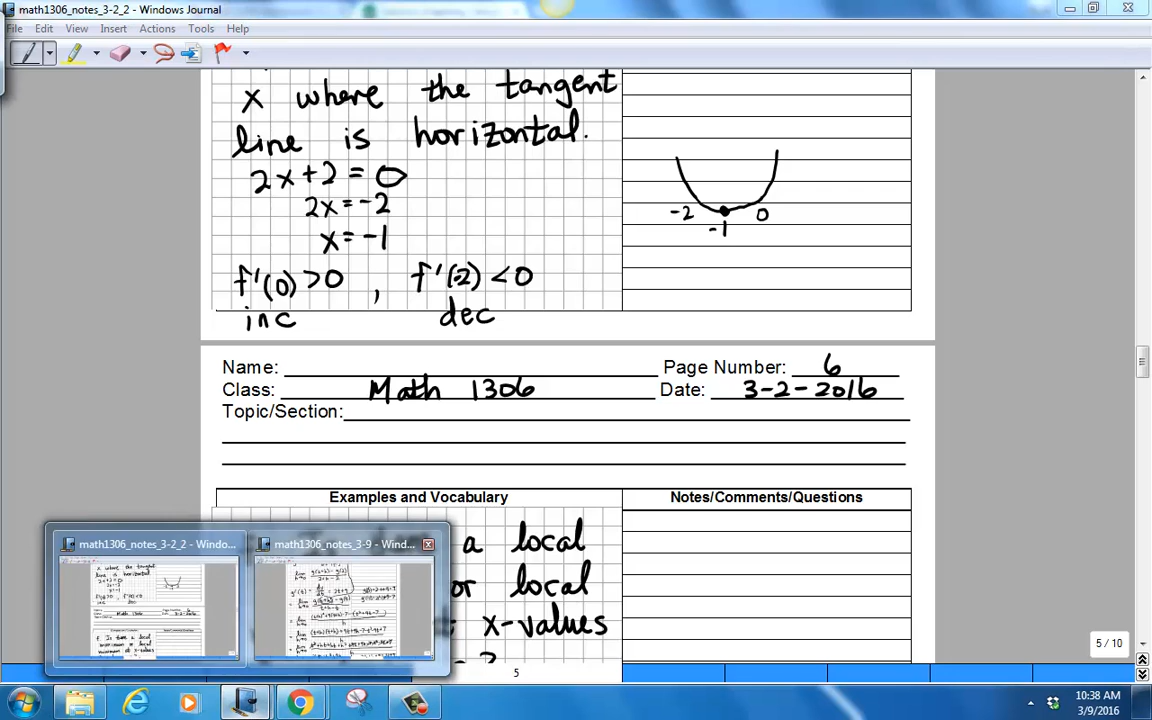 math1306_notes_3-2_2 - Windows Journal
File Edit View Insert Actions Tools Help
x where the tangent
line is horizontal.
2x+2=0
2x=-2
x=-1
f'(0)>0 , f'(-2)<0
inc dec
-2 -1 0
Name:
Page Number: 6
Class: Math 1306
Date: 3-2-2016
Topic/Section:
Examples and Vocabulary
Notes/Comments/Questions
a local
or local
x-values
math1306_notes_3-2_2 - Windo...
math1306_notes_3-9 - Windo...
5
5 / 10
10:38 AM
3/9/2016